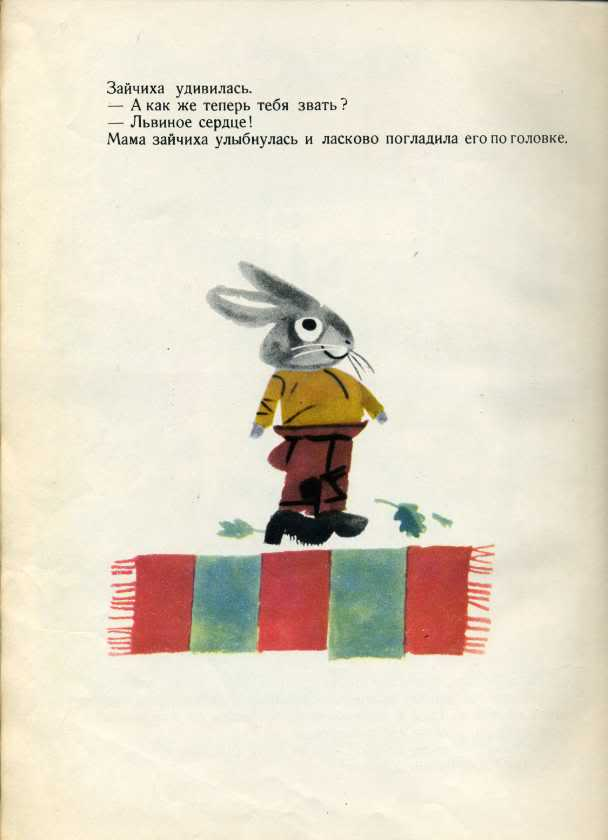 Зайчиха удивилась.
— А как же теперь тебя звать?
— Львиное сердце!
Мама зайчиха улыбнулась и ласково погладила его по головке.